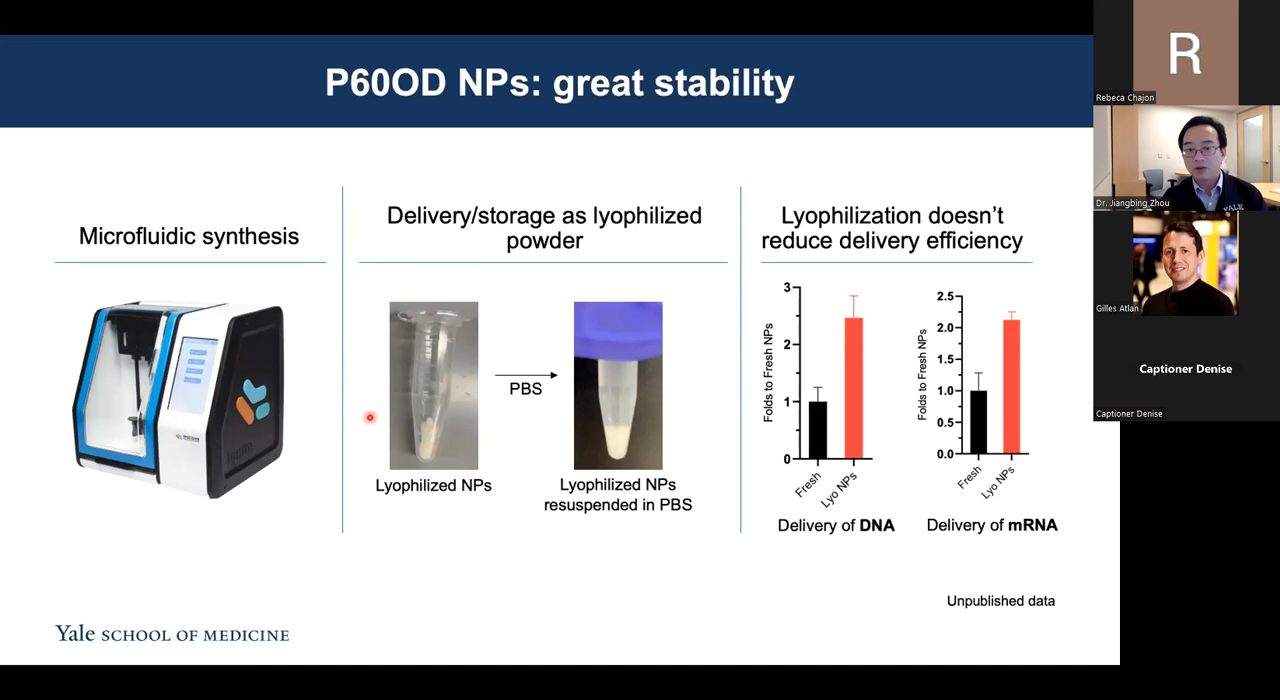 P60OD NPs: great stability
Microfluidic synthesis
Delivery/storage as lyophilized
powder
PBS
Lyophilized NPs
Lyophilized NPs
resuspended in PBS
Lyophilization doesn't
reduce delivery efficiency
Folds to Fresh NPs
3
2
1
0
Fresh
Lyo NPs
Delivery of DNA
Folds to Fresh NPs
2.5
2.0
1.5
1.0
0.5
0.0
Fresh
Lyo NPs
Delivery of mRNA
Unpublished data
Yale SCHOOL OF MEDICINE
R
Rebeca Chajon
YALE
Dr. Jiangbing Zhou
Gilles Atlan
Captioner Denise
Captioner Denise